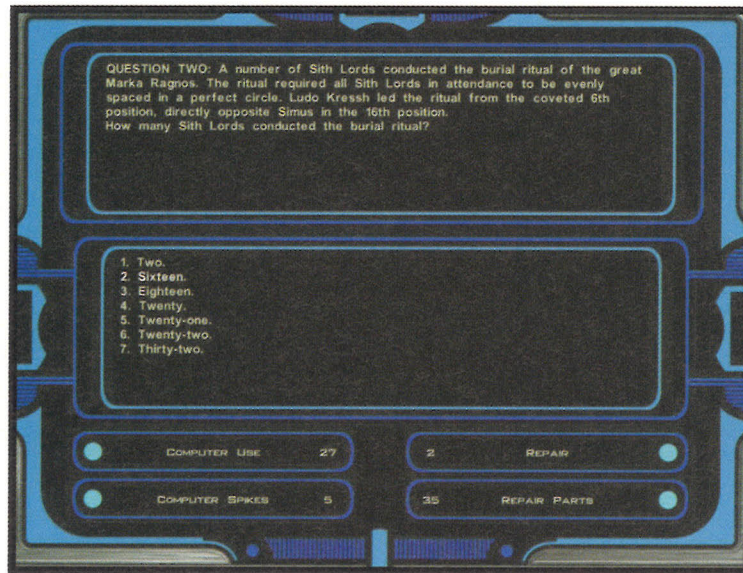 QUESTION TWO: A number of Sith Lords conducted the burial ritual of the great
Marka Ragnos. The ritual required all Sith Lords in attendance to be evenly
spaced in a perfect circle. Ludo Kressh led the ritual from the coveted 6th
position, directly opposite Simus in the 16th position.
How many Sith Lords conducted the burial ritual?
1. Two.
2. Sixteen.
3. Eighteen.
4. Twenty.
5. Twenty-one.
6. Twenty-two.
7. Thirty-two.
COMPUTER USE 27
2 REPAIR
COMPUTER SPIKES 5
35 REPAIR PARTS